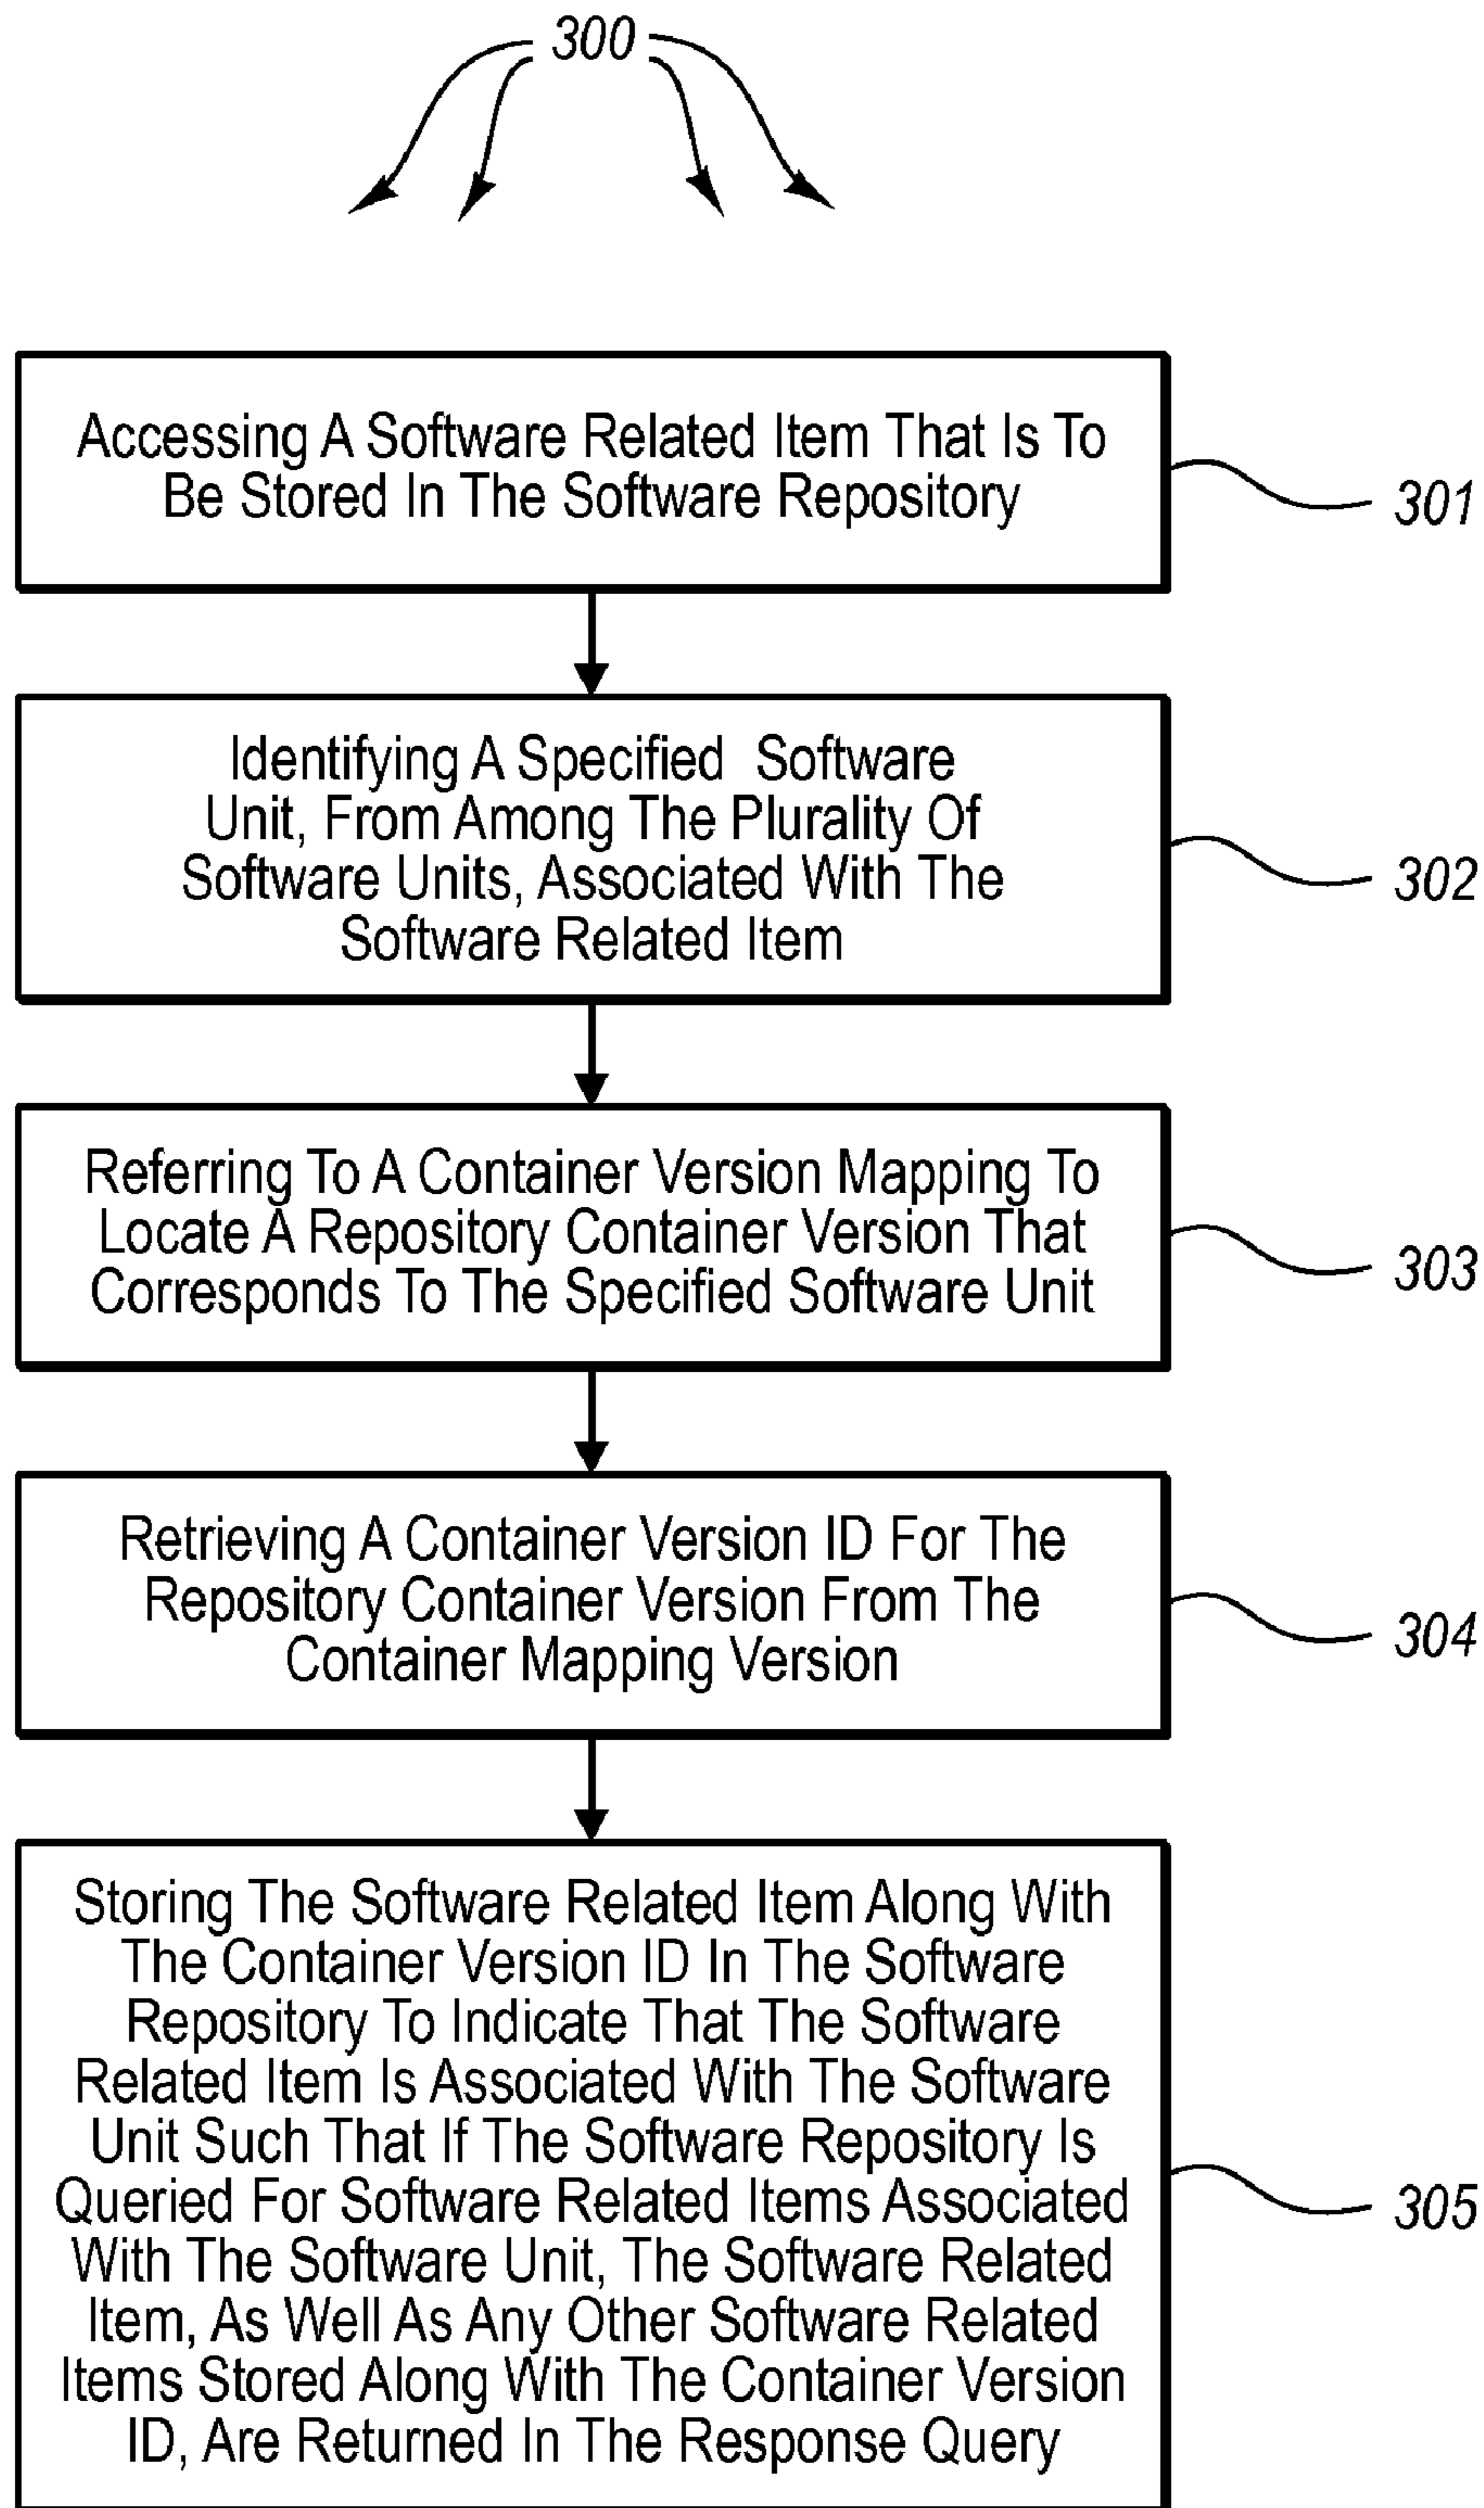 300
Accessing A Software Related Item That Is To
Be Stored In The Software Repository
301
Identifying A Specified Software
Unit, From Among The Plurality Of
Software Units, Associated With The
Software Related Item
302
Referring To A Container Version Mapping To
Locate A Repository Container Version That
Corresponds To The Specified Software Unit
303
Retrieving A Container Version ID For The
Repository Container Version From The
Container Mapping Version
304
Storing The Software Related Item Along With
The Container Version ID In The Software
Repository To Indicate That The Software
Related Item Is Associated With The Software
Unit Such That If The Software Repository Is
Queried For Software Related Items Associated
With The Software Unit, The Software Related
Item, As Well As Any Other Software Related
Items Stored Along With The Container Version
ID, Are Returned In The Response Query
305